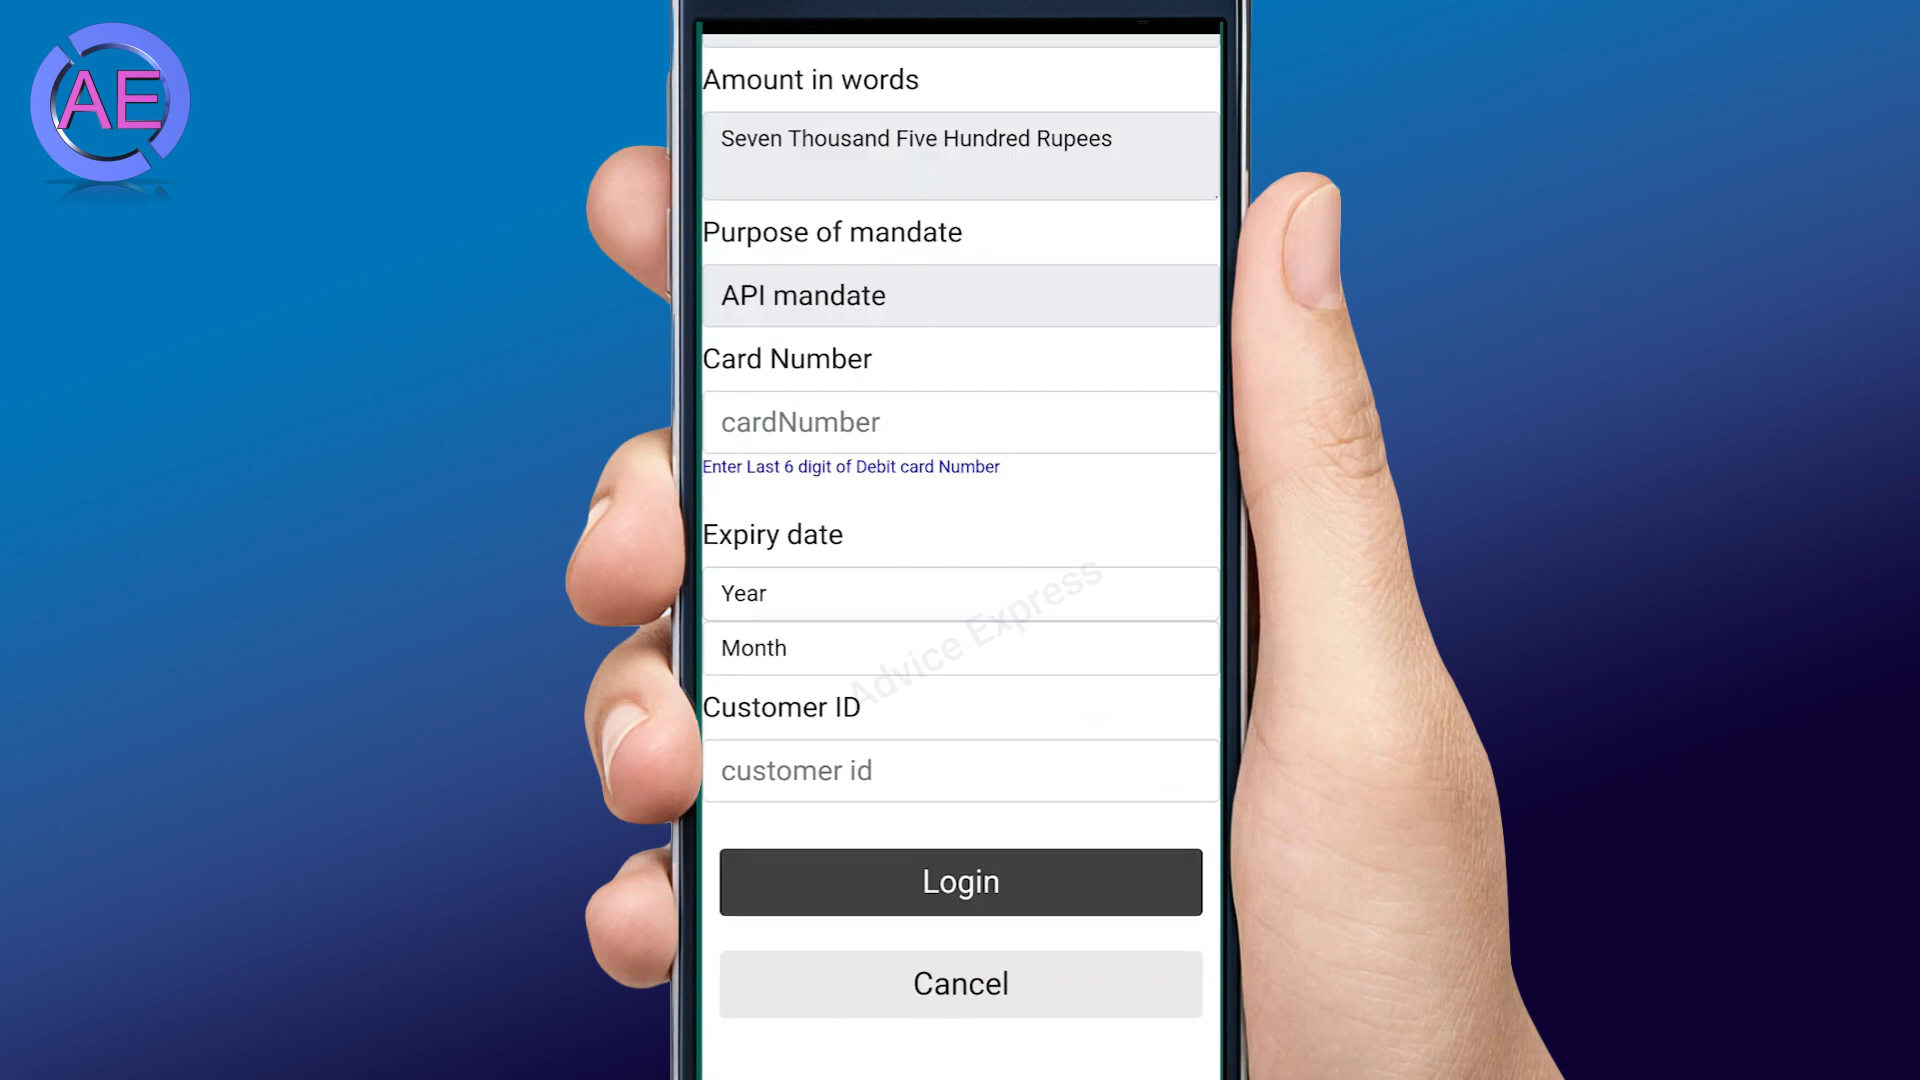 AE
Amount in words
Seven Thousand Five Hundred Rupees
Purpose of mandate
API mandate
Card Number
cardNumber
Enter Last 6 digit of Debit card Number
Expiry date
Year
Month
Advice Express
Customer ID
customer id
Login
Cancel